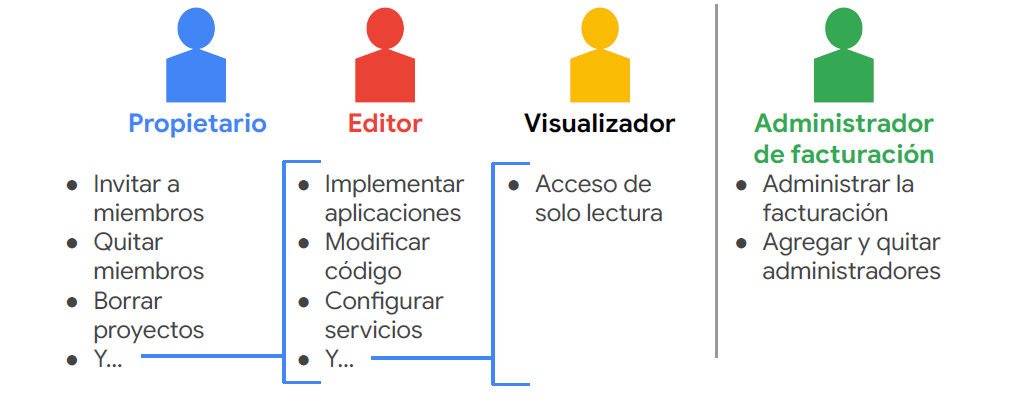 Propietario
● Invitar a
miembros
● Quitar
miembros
● Borrar
proyectos
● Y...
Editor
● Implementar
aplicaciones
● Modificar
código
● Configurar
servicios
● Y...
Visualizador
● Acceso de
solo lectura
Administrador
de facturación
● Administrar la
facturación
● Agregar y quitar
administradores